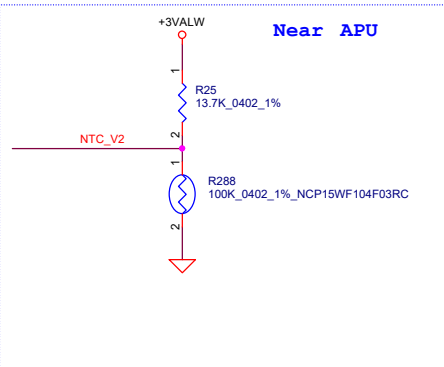 +3VALW
Near APU
1
R25
13.7K_0402_1%
2
NTC_V2
1
R288
100K_0402_1%_NCP15WF104F03RC
2